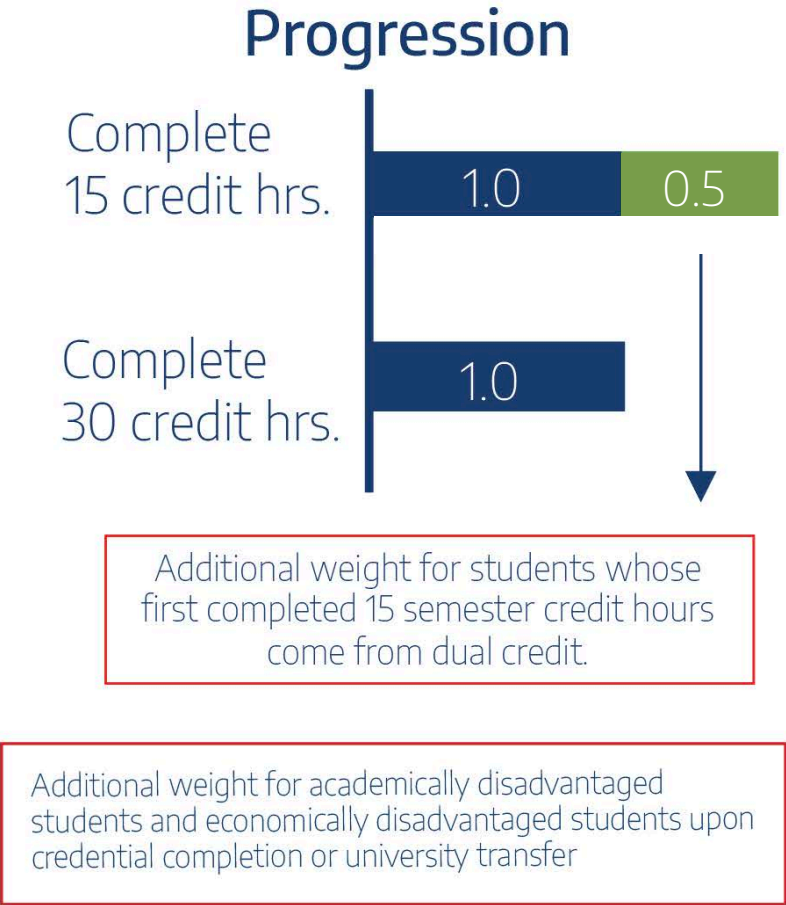 Progression
Complete
15 credit hrs.
1.0
0.5
Complete
30 credit hrs.
1.0
Additional weight for students whose
first completed 15 semester credit hours
come from dual credit.
Additional weight for academically disadvantaged
students and economically disadvantaged students upon
credential completion or university transfer